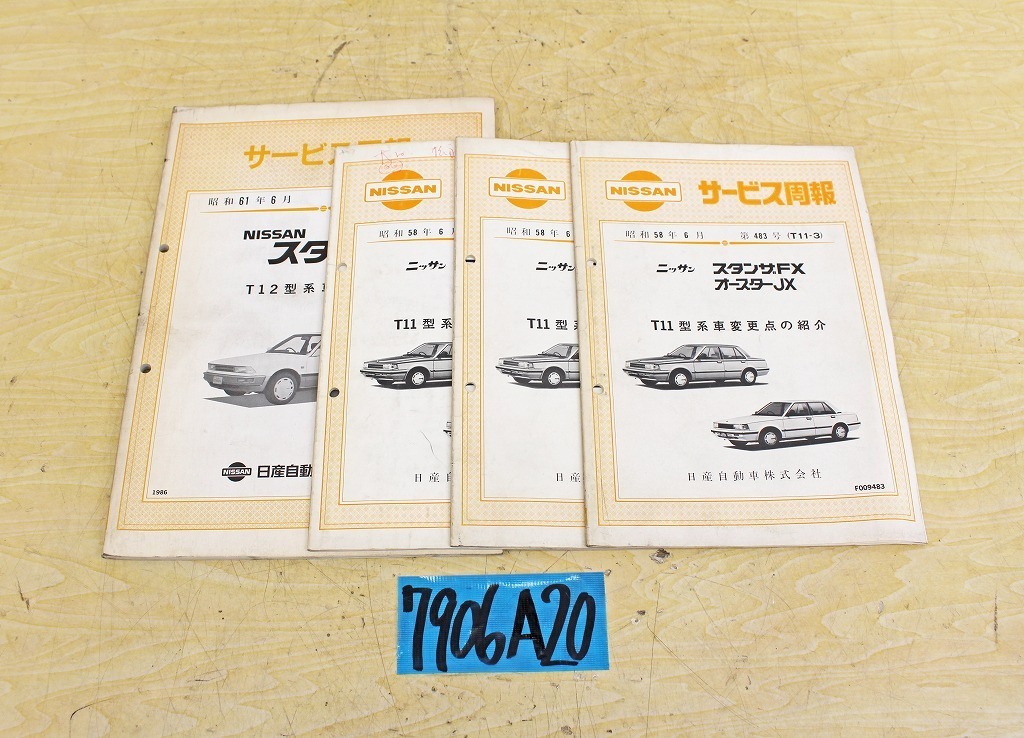 サービス周報
昭和61年6月
NISSAN
スタ
T12型系車
NISSAN
日産自動
1986
NISSAN
昭和58年6月
ニッサン
T11型系
日産
NISSAN
昭和58年6
ニッサン
T11型系
日産
NISSAN
サービス周報
昭和58年6月
第483号(T11-3)
ニッサン
スタンザFX
オースターJX
T11型系車変更点の紹介
日産自動車株式会社
F009483
7906A20